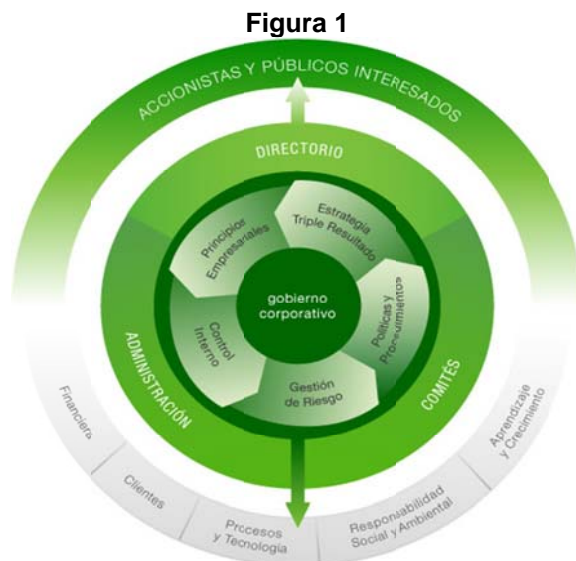 Figura 1
ACCIONISTAS Y PÚBLICOS INTERESADOS
DIRECTORIO
Principios
Empresariales
Estrategia
Triple Resultado
Políticas y
Procedimientos
Gestión
de Riesgo
Control
Interno
gobierno
corporativo
ADMINISTRACIÓN
COMITÉS
Financiera
Clientes
Procesos
y Tecnología
Responsabilidad
Social y Ambiental
Aprendizaje
y Crecimiento